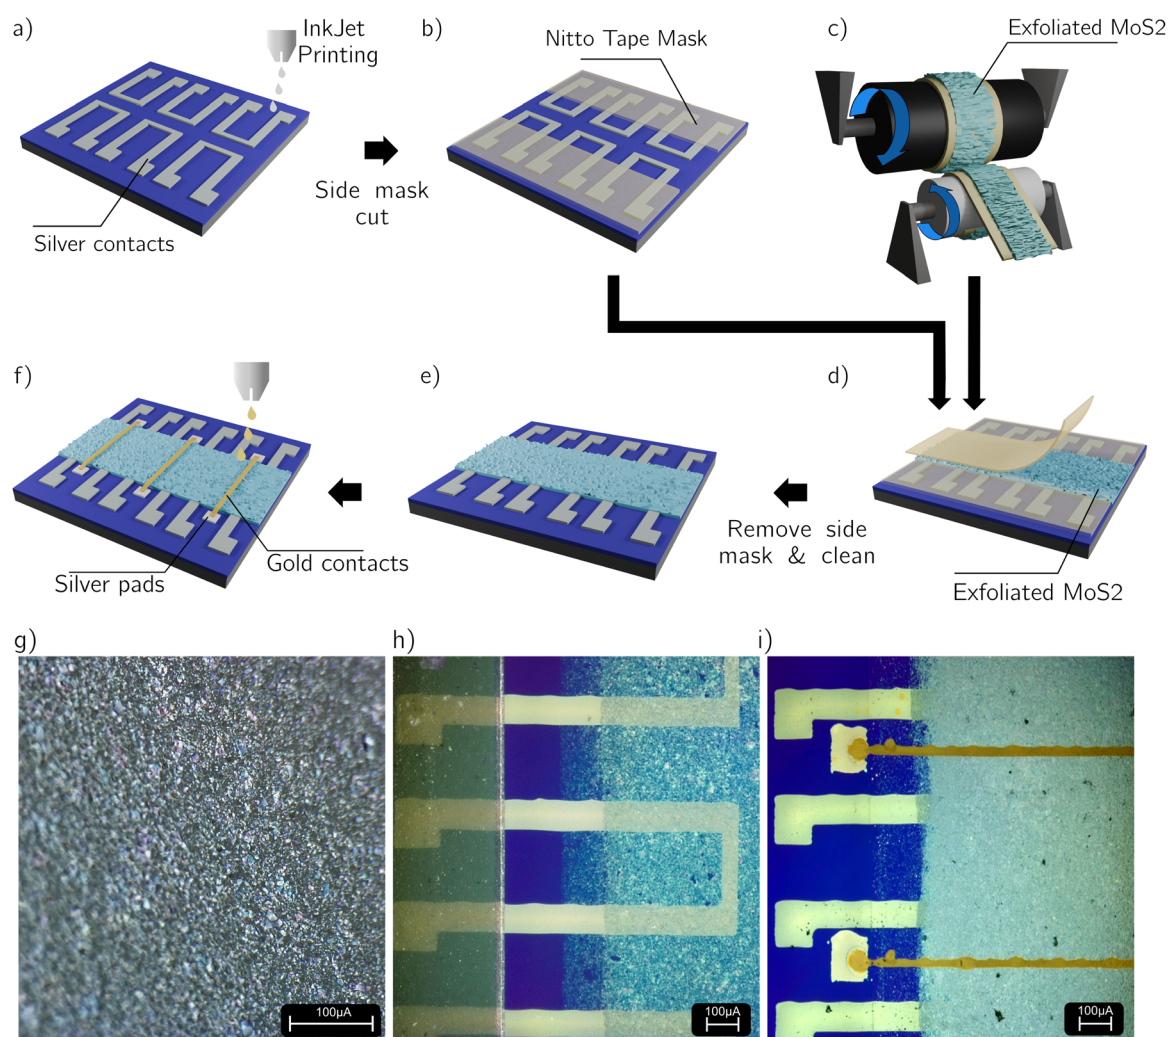 a)
InkJet
Printing
Silver contacts
Side mask
cut
b)
Nitto Tape Mask
c)
Exfoliated MoS2
f)
Silver pads
Gold contacts
e)
Remove side
mask & clean
d)
Exfoliated MoS2
g)
100µA
h)
100µA
i)
100µA